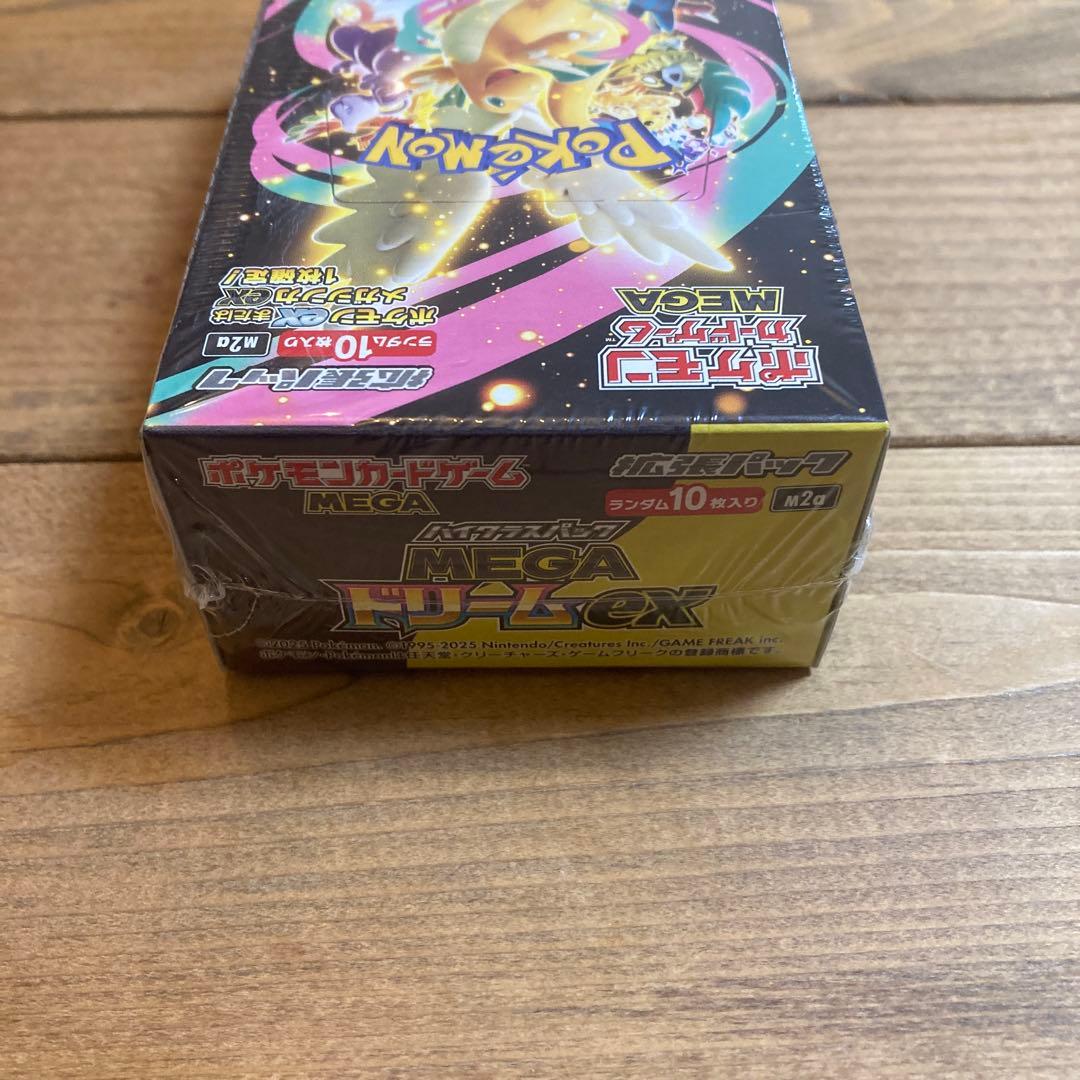 POKéMON
ポケモンexまたは
メガシンカex
1枚確定!
拡張パック
ランダム10枚入り M2a
ポケモン
カードゲーム™
MEGA
ポケモンカードゲーム
MEGA
拡張パック
ランダム10枚入り M2a
ハイクラスパック
MEGA
ドリームex
©2025 Pokémon. ©1995-2025 Nintendo/Creatures Inc./GAME FREAK inc.
ポケモン・Pokémonは任天堂・クリーチャーズ・ゲームフリークの登録商標です。